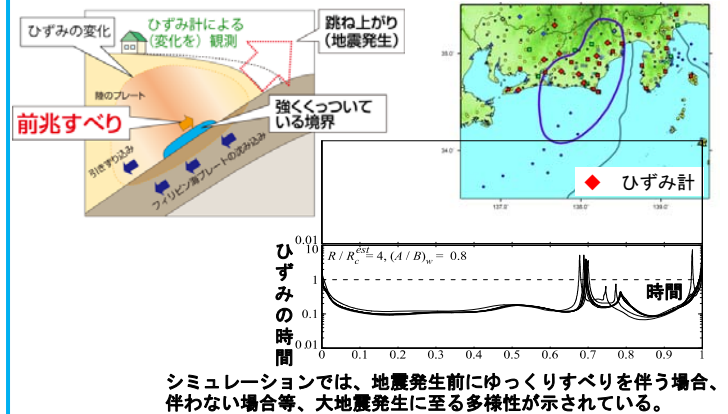 ひずみの変化
ひずみ計による
(変化を)観測
跳ね上がり
(地震発生)
陸のプレート
前兆すべり
強くくっついて
いる境界
引きずり込み
フィリピン海プレートの沈み込み
35.0°
34.0°
137.0°
138.0°
139.0°
ひずみ計
ひずみの時間
0.01
10
1
0.1
0.01
R / R_c^est = 4, (A / B)_w = 0.8
時間
0 0.1 0.2 0.3 0.4 0.5 0.6 0.7 0.8 0.9 1
シミュレーションでは、地震発生前にゆっくりすべりを伴う場合、
伴わない場合等、大地震発生に至る多様性が示されている。